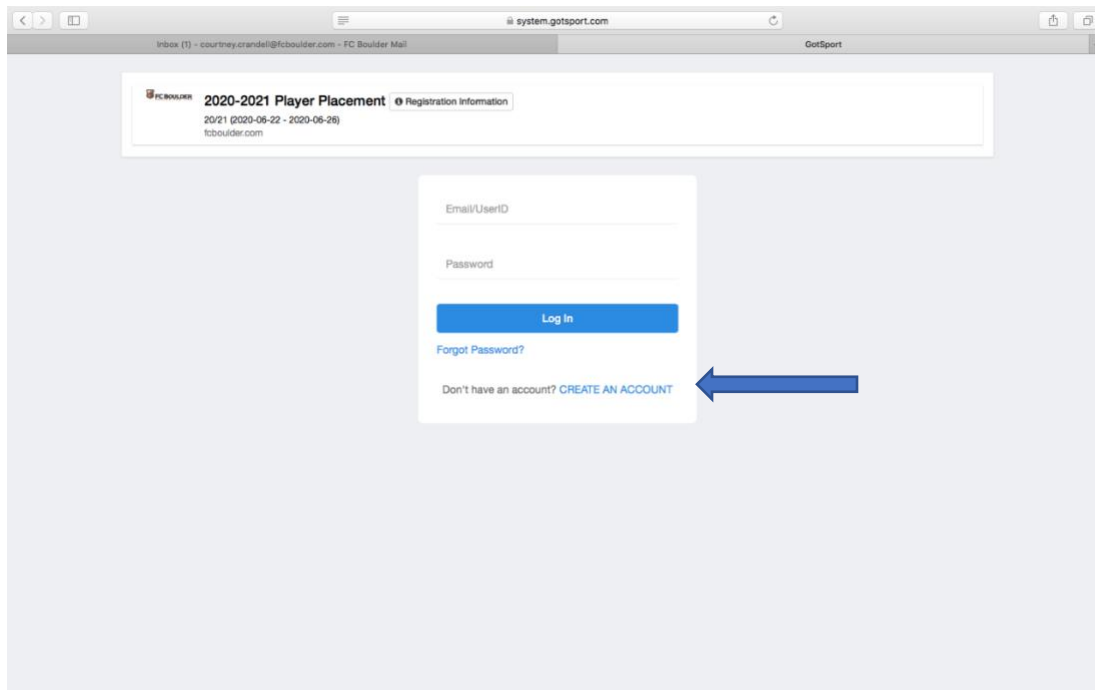 system.gotsport.com
Inbox (1) - courtney.crandell@fcboulder.com - FC Boulder Mail
GotSport
FC BOULDER
2020-2021 Player Placement
Registration Information
20/21 (2020-06-22 - 2020-06-26)
fcboulder.com
Email/UserID
Password
Log In
Forgot Password?
Don't have an account? CREATE AN ACCOUNT